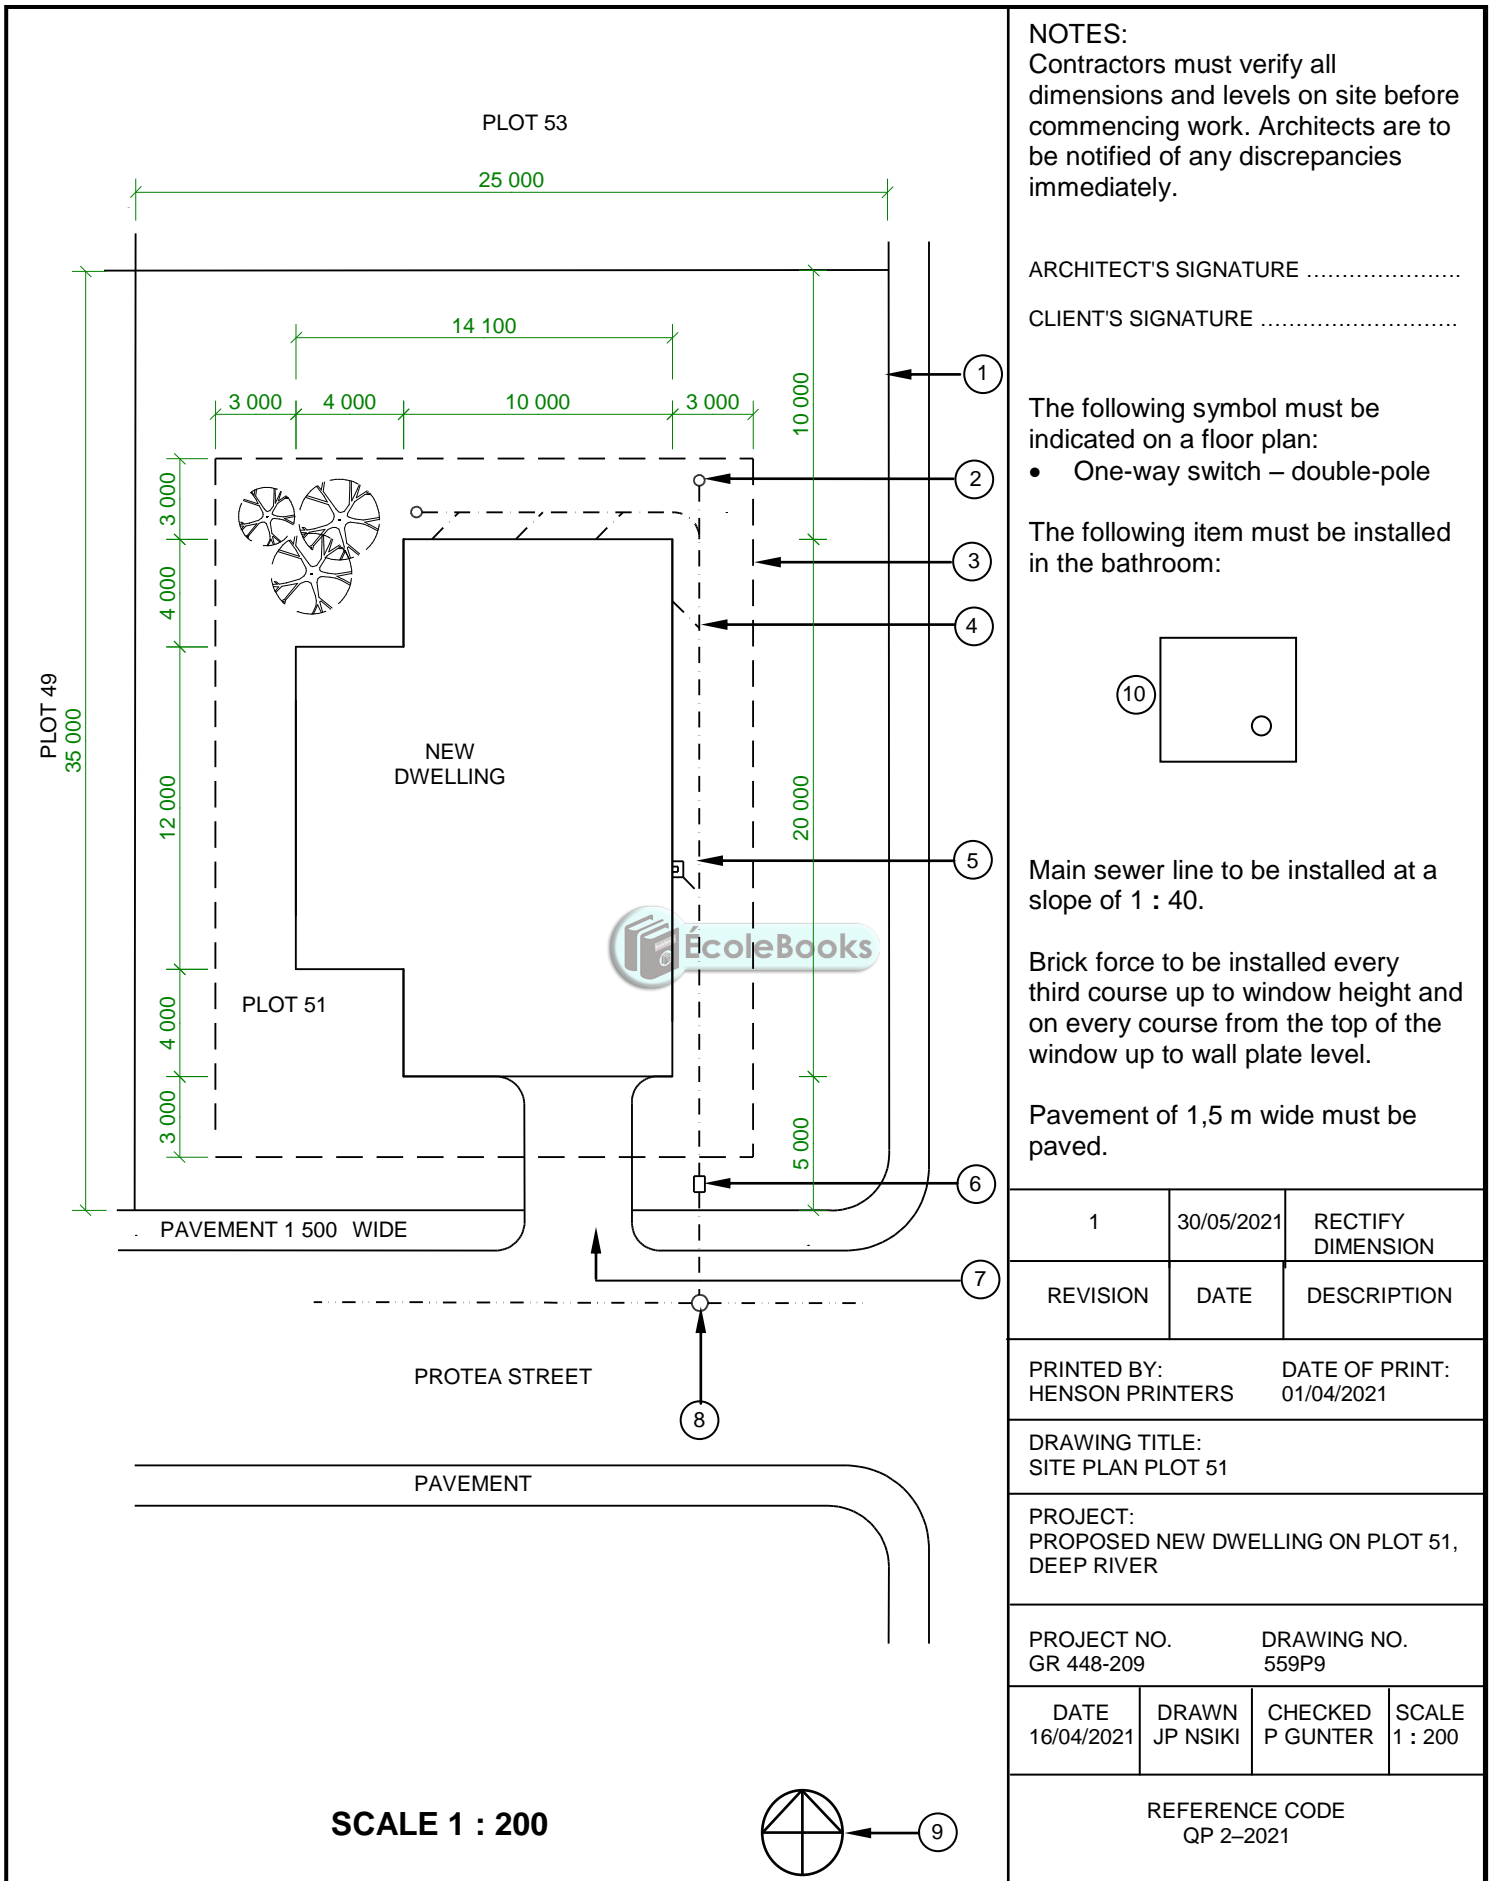 PLOT 53
25 000
14 100
3 000
4 000
10 000
3 000
10 000
3 000
4 000
12 000
4 000
3 000
35 000
PLOT 49
20 000
5 000
NEW
DWELLING
PLOT 51
ÉcoleBooks
PAVEMENT 1 500 WIDE
PROTEA STREET
PAVEMENT
SCALE 1 : 200
1
2
3
4
5
6
7
8
9
NOTES:
Contractors must verify all
dimensions and levels on site before
commencing work. Architects are to
be notified of any discrepancies
immediately.
ARCHITECT'S SIGNATURE ......................
CLIENT'S SIGNATURE ............................
The following symbol must be
indicated on a floor plan:
• One-way switch – double-pole
The following item must be installed
in the bathroom:
10
Main sewer line to be installed at a
slope of 1 : 40.
Brick force to be installed every
third course up to window height and
on every course from the top of the
window up to wall plate level.
Pavement of 1,5 m wide must be
paved.
1 30/05/2021 RECTIFY
DIMENSION
REVISION DATE DESCRIPTION
PRINTED BY: DATE OF PRINT:
HENSON PRINTERS 01/04/2021
DRAWING TITLE:
SITE PLAN PLOT 51
PROJECT:
PROPOSED NEW DWELLING ON PLOT 51,
DEEP RIVER
PROJECT NO. DRAWING NO.
GR 448-209 559P9
DATE DRAWN CHECKED SCALE
16/04/2021 JP NSIKI P GUNTER 1 : 200
REFERENCE CODE
QP 2–2021